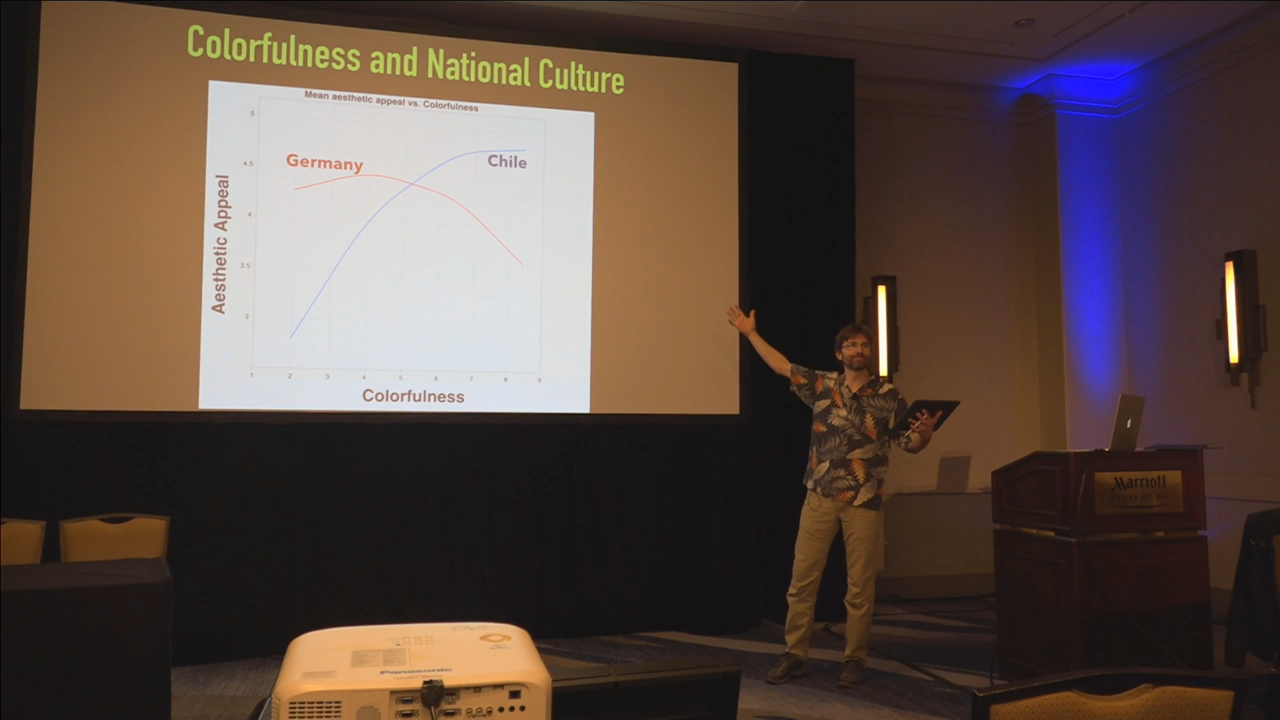 Colorfulness and National Culture
Mean aesthetic appeal vs. Colorfulness
5
4.5
4
3.5
3
Aesthetic Appeal
Germany
Chile
1 2 3 4 5 6 7 8 9
Colorfulness
Marriott
Panasonic